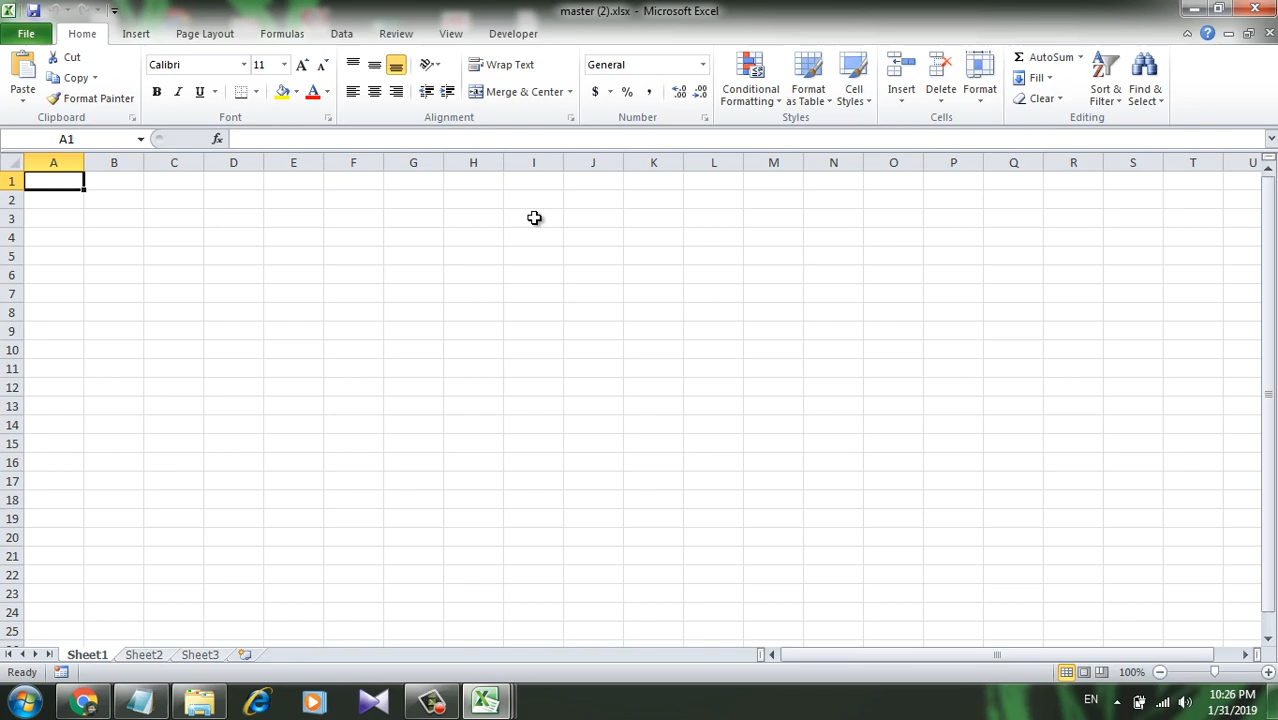 master (2).xlsx - Microsoft Excel
File Home Insert Page Layout Formulas Data Review View Developer
Paste
Cut
Copy
Format Painter
Clipboard
Calibri 11
B I U
Font
Wrap Text
Merge & Center
Alignment
General
$ % ,
Number
Conditional
Formatting
Format
as Table
Cell
Styles
Styles
Insert
Delete
Format
Cells
AutoSum
Fill
Clear
Sort &
Filter
Find &
Select
Editing
A1 fx
A B C D E F G H I J K L M N O P Q R S T U
1
2
3
4
5
6
7
8
9
10
11
12
13
14
15
16
17
18
19
20
21
22
23
24
25
Sheet1 Sheet2 Sheet3
Ready 100%
EN 10:26 PM
1/31/2019